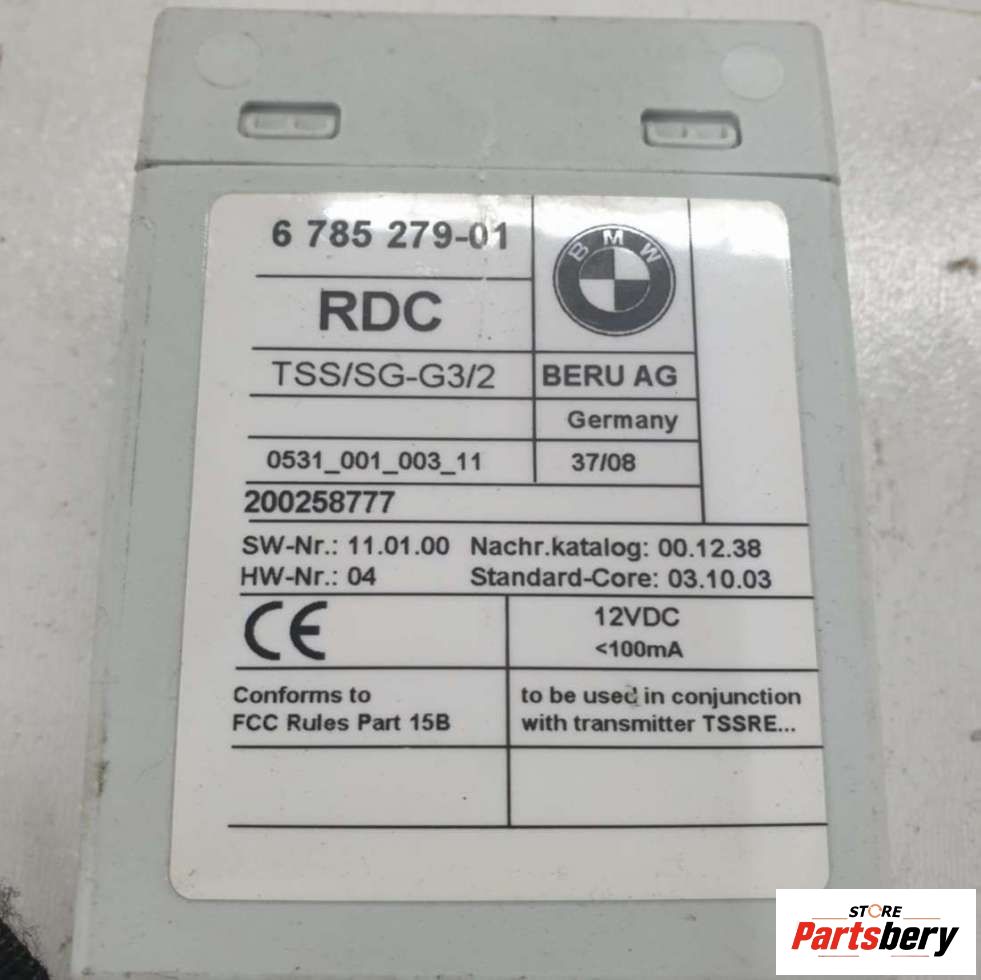 6 785 279-01
BMW
RDC
TSS/SG-G3/2
BERU AG
Germany
0531_001_003_11
37/08
200258777
SW-Nr.: 11.01.00 Nachr.katalog: 00.12.38
HW-Nr.: 04 Standard-Core: 03.10.03
CE
12VDC
<100mA
Conforms to
FCC Rules Part 15B
to be used in conjunction
with transmitter TSSRE...
STORE
Partsbery